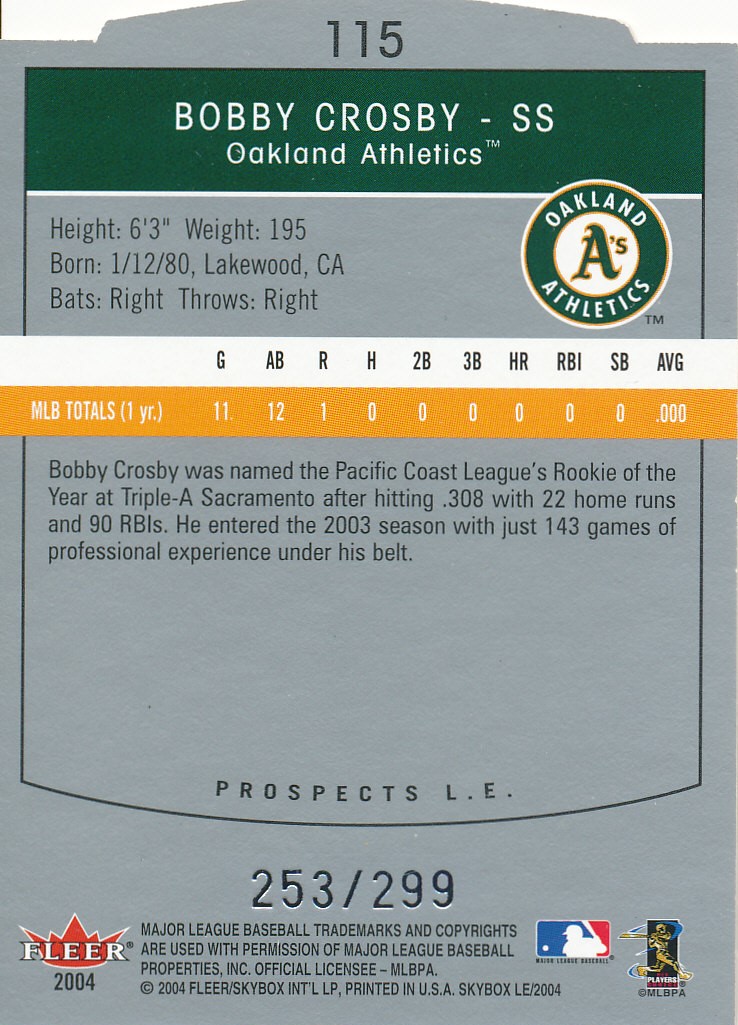 115
BOBBY CROSBY - SS
Oakland Athletics™
Height: 6'3" Weight: 195
Born: 1/12/80, Lakewood, CA
Bats: Right Throws: Right
OAKLAND
A's
ATHLETICS
TM
G AB R H 2B 3B HR RBI SB AVG
MLB TOTALS (1 yr.) 11 12 1 0 0 0 0 0 0 .000
Bobby Crosby was named the Pacific Coast League's Rookie of the
Year at Triple-A Sacramento after hitting .308 with 22 home runs
and 90 RBIs. He entered the 2003 season with just 143 games of
professional experience under his belt.
PROSPECTS L.E.
253/299
FLEER®
2004
MAJOR LEAGUE BASEBALL TRADEMARKS AND COPYRIGHTS
ARE USED WITH PERMISSION OF MAJOR LEAGUE BASEBALL
PROPERTIES, INC. OFFICIAL LICENSEE – MLBPA.
© 2004 FLEER/SKYBOX INT'L LP, PRINTED IN U.S.A. SKYBOX LE/2004
MAJOR LEAGUE BASEBALL®
PLAYERS
CHOICE
©MLBPA